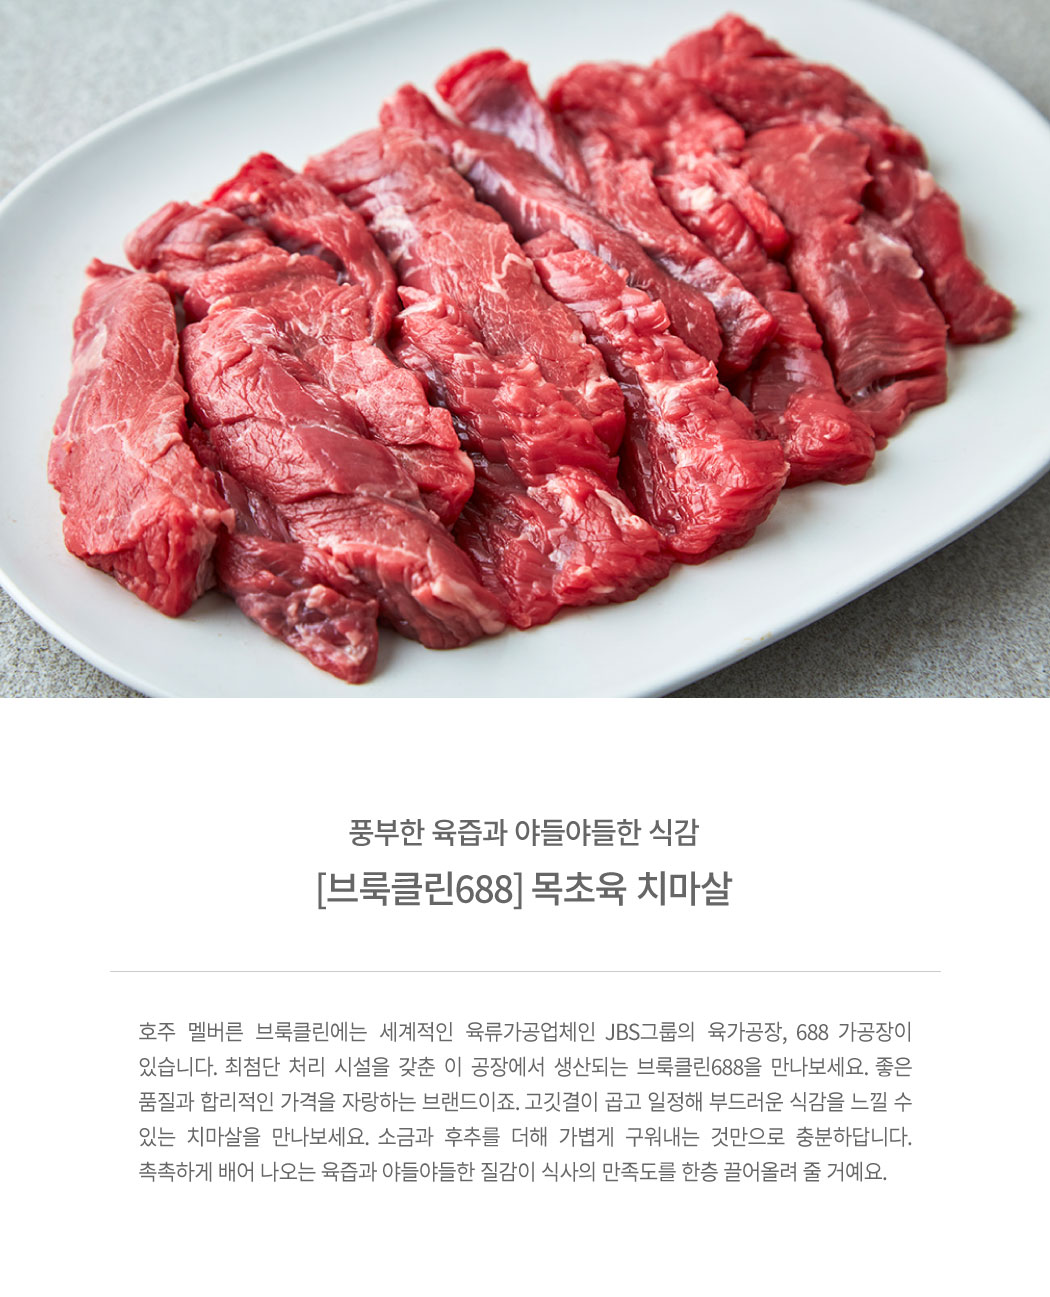 풍부한 육즙과 야들야들한 식감
[브룩클린688] 목초육 치마살
호주 멜버른 브룩클린에는 세계적인 육류가공업체인 JBS그룹의 육가공장, 688 가공장이
있습니다. 최첨단 처리 시설을 갖춘 이 공장에서 생산되는 브룩클린688을 만나보세요. 좋은
품질과 합리적인 가격을 자랑하는 브랜드이죠. 고깃결이 곱고 일정해 부드러운 식감을 느낄 수
있는 치마살을 만나보세요. 소금과 후추를 더해 가볍게 구워내는 것만으로 충분하답니다.
촉촉하게 배어 나오는 육즙과 야들야들한 질감이 식사의 만족도를 한층 끌어올려 줄 거예요.